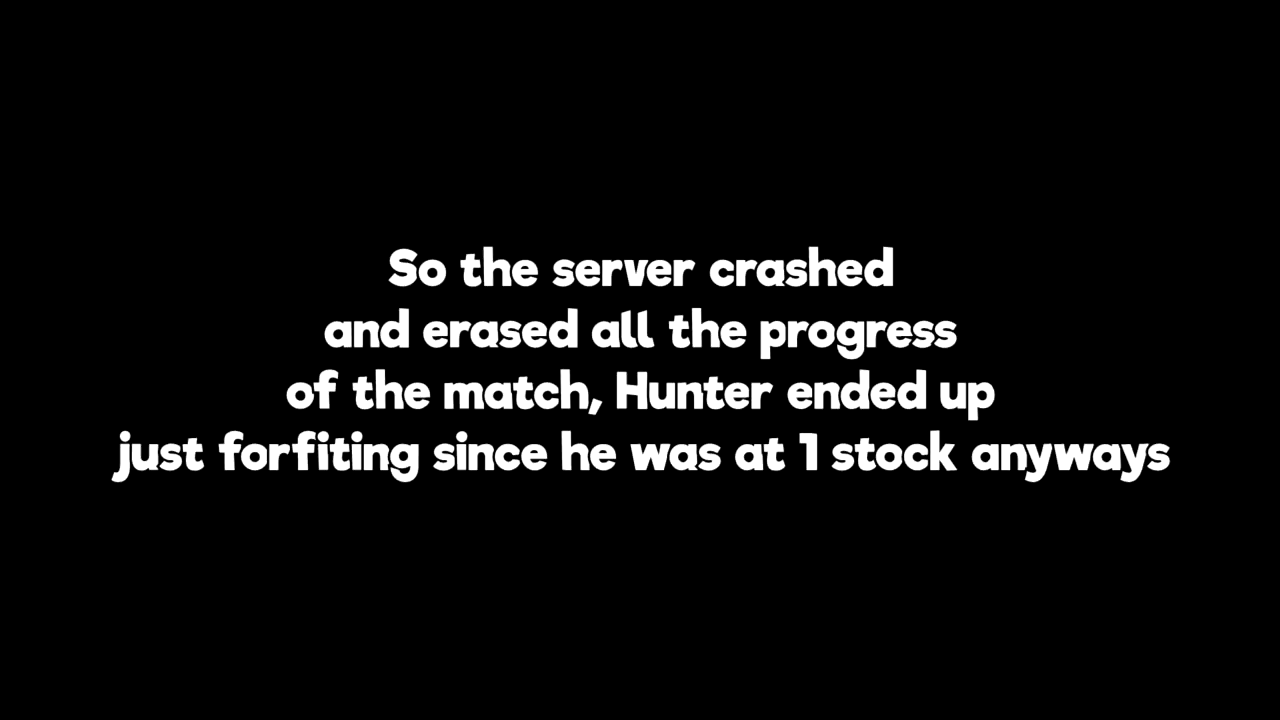 So the server crashed
and erased all the progress
of the match, Hunter ended up
just forfiting since he was at 1 stock anyways